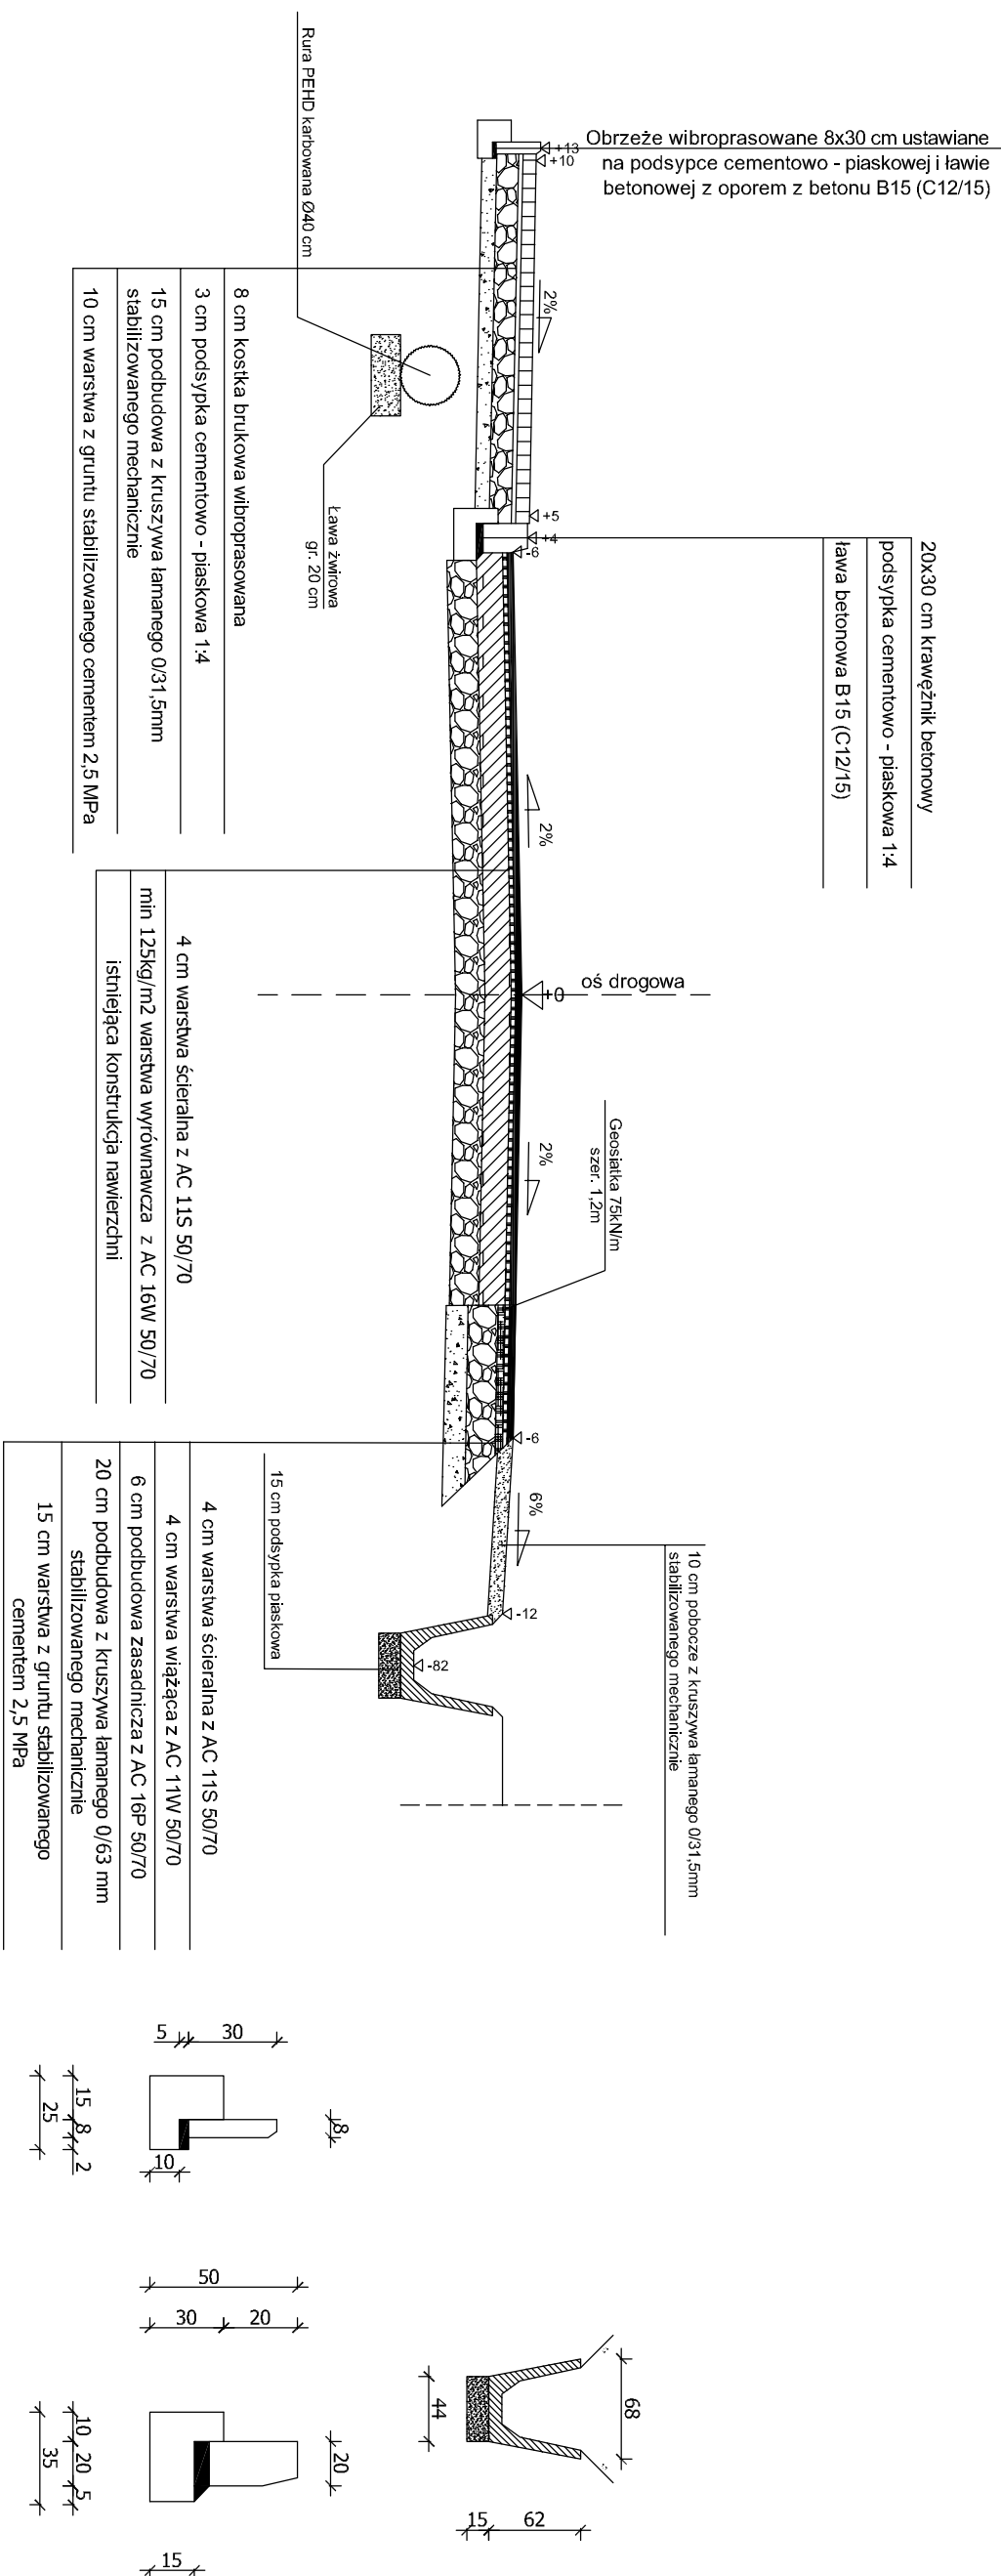 Obrzeże wibroprasowane 8x30 cm ustawiane
na podsypce cementowo - piaskowej i ławie
betonowej z oporem z betonu B15 (C12/15)
+13
+10
2%
+5
+4
-6
Rura PEHD karbowana Ø40 cm
Ława żwirowa
gr. 20 cm
8 cm kostka brukowa wibroprasowana
3 cm podsypka cementowo - piaskowa 1:4
15 cm podbudowa z kruszywa łamanego 0/31,5mm
stabilizowanego mechanicznie
10 cm warstwa z gruntu stabilizowanego cementem 2,5 MPa
20x30 cm krawężnik betonowy
podsypka cementowo - piaskowa 1:4
ława betonowa B15 (C12/15)
2%
oś drogowa
+0
2%
4 cm warstwa ścieralna z AC 11S 50/70
min 125kg/m2 warstwa wyrównawcza z AC 16W 50/70
istniejąca konstrukcja nawierzchni
Geosiatka 75kN/m
szer. 1,2m
-6
6%
-12
-82
10 cm pobocze z kruszywa łamanego 0/31,5mm
stabilizowanego mechanicznie
15 cm podsypka piaskowa
4 cm warstwa ścieralna z AC 11S 50/70
4 cm warstwa wiążąca z AC 11W 50/70
6 cm podbudowa zasadnicza z AC 16P 50/70
20 cm podbudowa z kruszywa łamanego 0/63 mm
stabilizowanego mechanicznie
15 cm warstwa z gruntu stabilizowanego
cementem 2,5 MPa
5
30
8
15
8
2
25
10
50
30
20
20
10
20
5
35
15
68
44
15
62